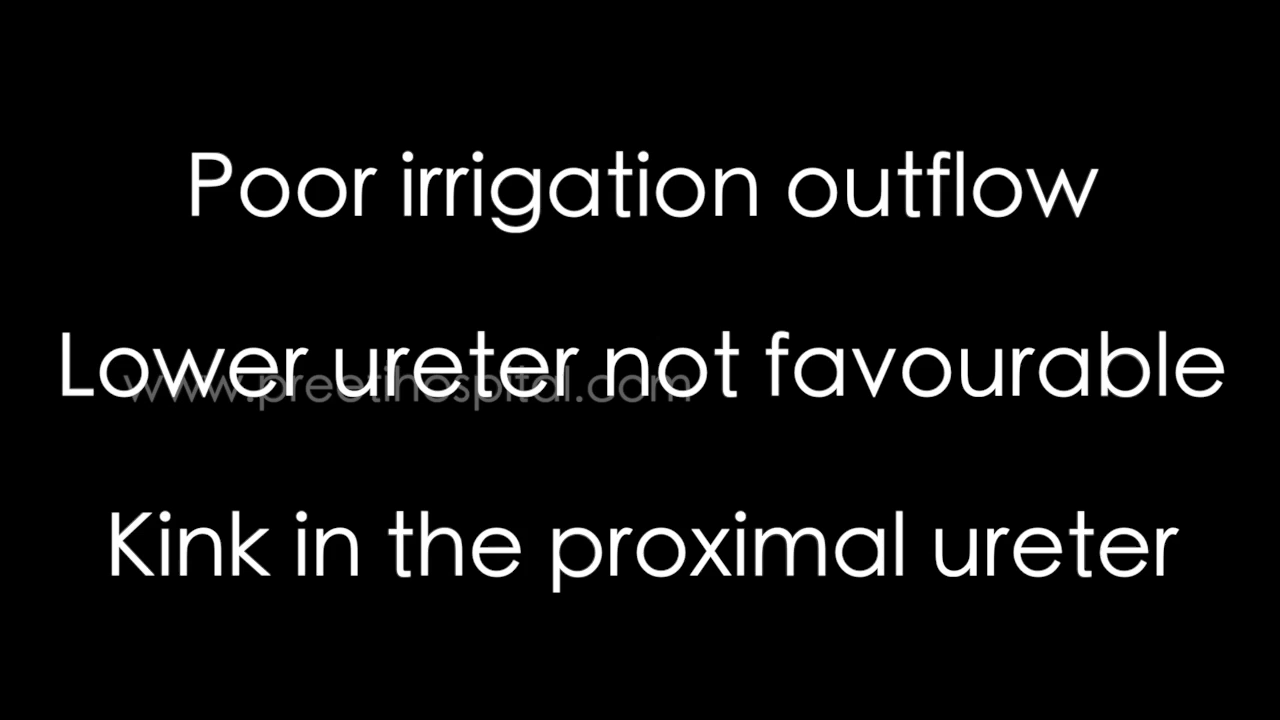 Poor irrigation outflow
Lower ureter not favourable
www.preetihospital.com
Kink in the proximal ureter